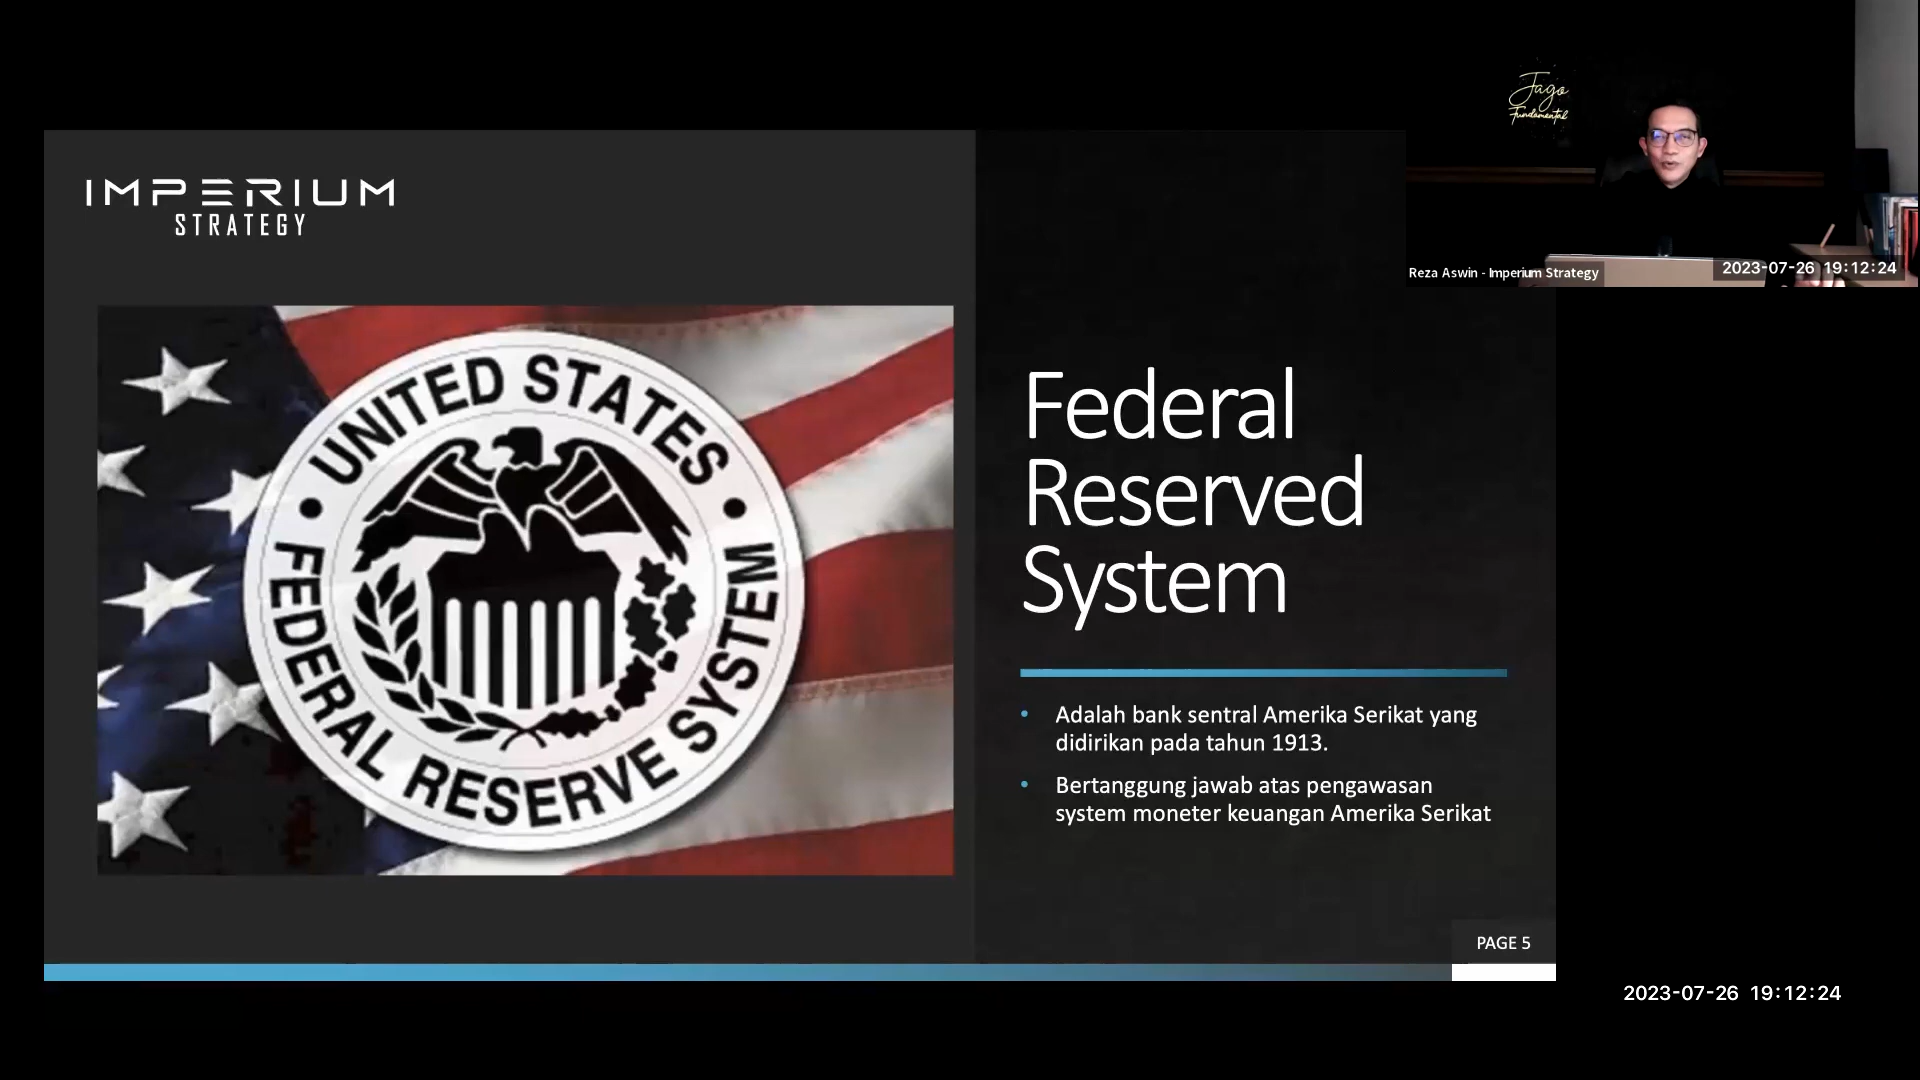 Jago
Fundamental
Reza Aswin - Imperium Strategy
2023-07-26 19:12:24
IMPERIUM
STRATEGY
UNITED STATES
FEDERAL RESERVE SYSTEM
Federal
Reserved
System
• Adalah bank sentral Amerika Serikat yang
didirikan pada tahun 1913.
• Bertanggung jawab atas pengawasan
system moneter keuangan Amerika Serikat
PAGE 5
2023-07-26 19:12:24